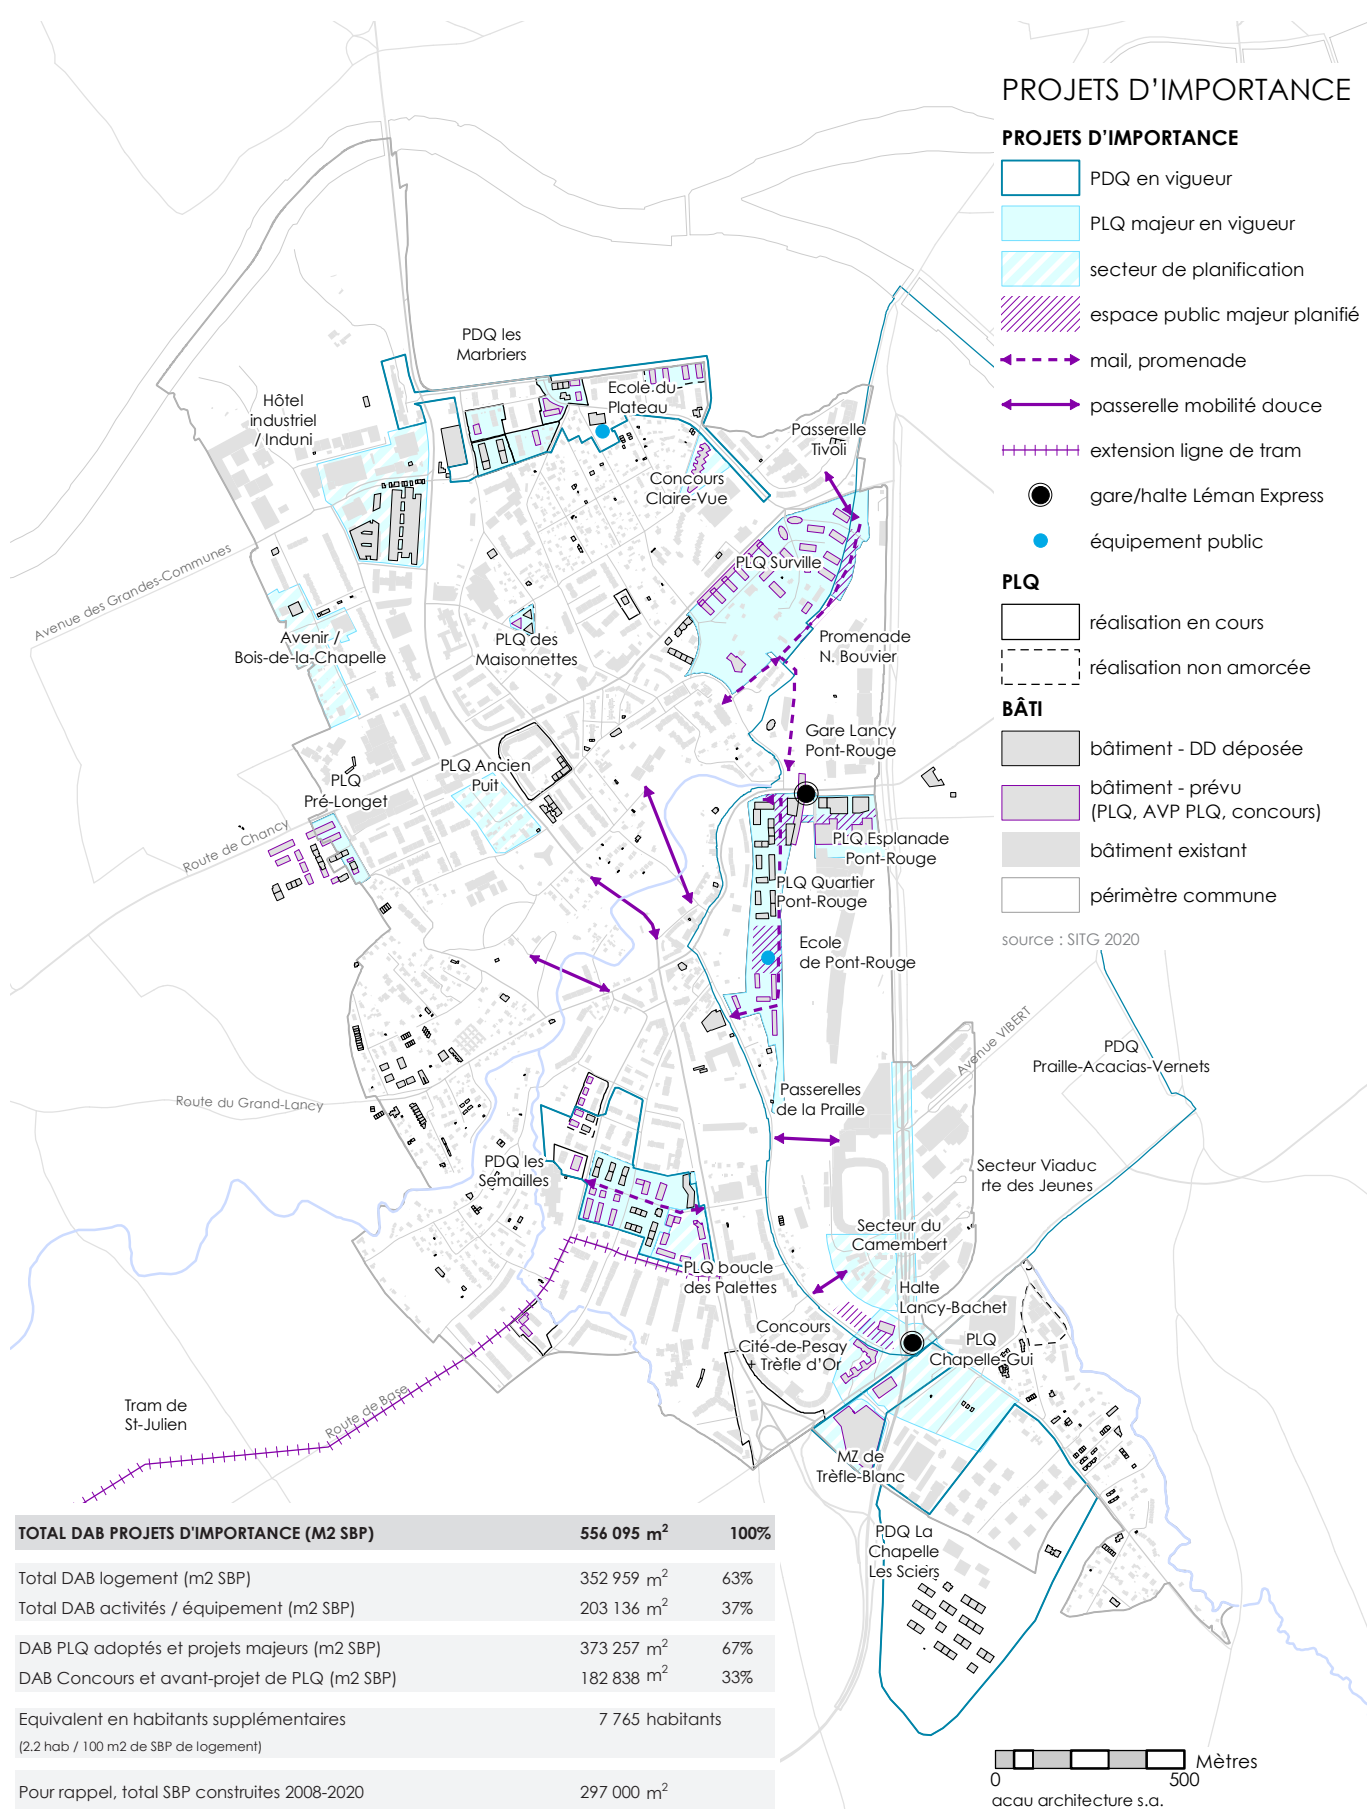 PROJETS D'IMPORTANCE
PROJETS D'IMPORTANCE
PDQ en vigueur
PLQ majeur en vigueur
secteur de planification
espace public majeur planifié
mail, promenade
passerelle mobilité douce
extension ligne de tram
gare/halte Léman Express
équipement public
PLQ
réalisation en cours
réalisation non amorcée
BÂTI
bâtiment - DD déposée
bâtiment - prévu
(PLQ, AVP PLQ, concours)
bâtiment existant
périmètre commune
source : SITG 2020
PDQ les
Marbriers
Ecole du
Plateau
Hôtel
industriel
/ Induni
Passerelle
Tivoli
Concours
Claire-Vue
PLQ Surville
Avenue des Grandes-Communes
Avenir /
Bois-de-la-Chapelle
PLQ des
Maisonnettes
Promenade
N. Bouvier
Gare Lancy
Pont-Rouge
PLQ Ancien
Puit
PLQ
Pré-Longet
Route de Chancy
PLQ Esplanade
Pont-Rouge
PLQ Quartier
Pont-Rouge
Ecole
de Pont-Rouge
Avenue VIBERT
PDQ
Praille-Acacias-Vernets
Route du Grand-Lancy
Passerelles
de la Praille
PDQ les
Semailles
Secteur Viaduc
rte des Jeunes
Secteur du
Camembert
PLQ boucle
des Palettes
Halte
Lancy-Bachet
Concours
Cité-de-Pesay
+ Trèfle d'Or
PLQ
Chapelle-Gui
Tram de
St-Julien
Route de Base
MZ de
Trèfle-Blanc
PDQ La
Chapelle
Les Sciers
TOTAL DAB PROJETS D'IMPORTANCE (M2 SBP) 556 095 m² 100%
Total DAB logement (m2 SBP) 352 959 m² 63%
Total DAB activités / équipement (m2 SBP) 203 136 m² 37%
DAB PLQ adoptés et projets majeurs (m2 SBP) 373 257 m² 67%
DAB Concours et avant-projet de PLQ (m2 SBP) 182 838 m² 33%
Equivalent en habitants supplémentaires 7 765 habitants
(2.2 hab / 100 m2 de SBP de logement)
Pour rappel, total SBP construites 2008-2020 297 000 m²
Mètres
0 500
acau architecture s.a.